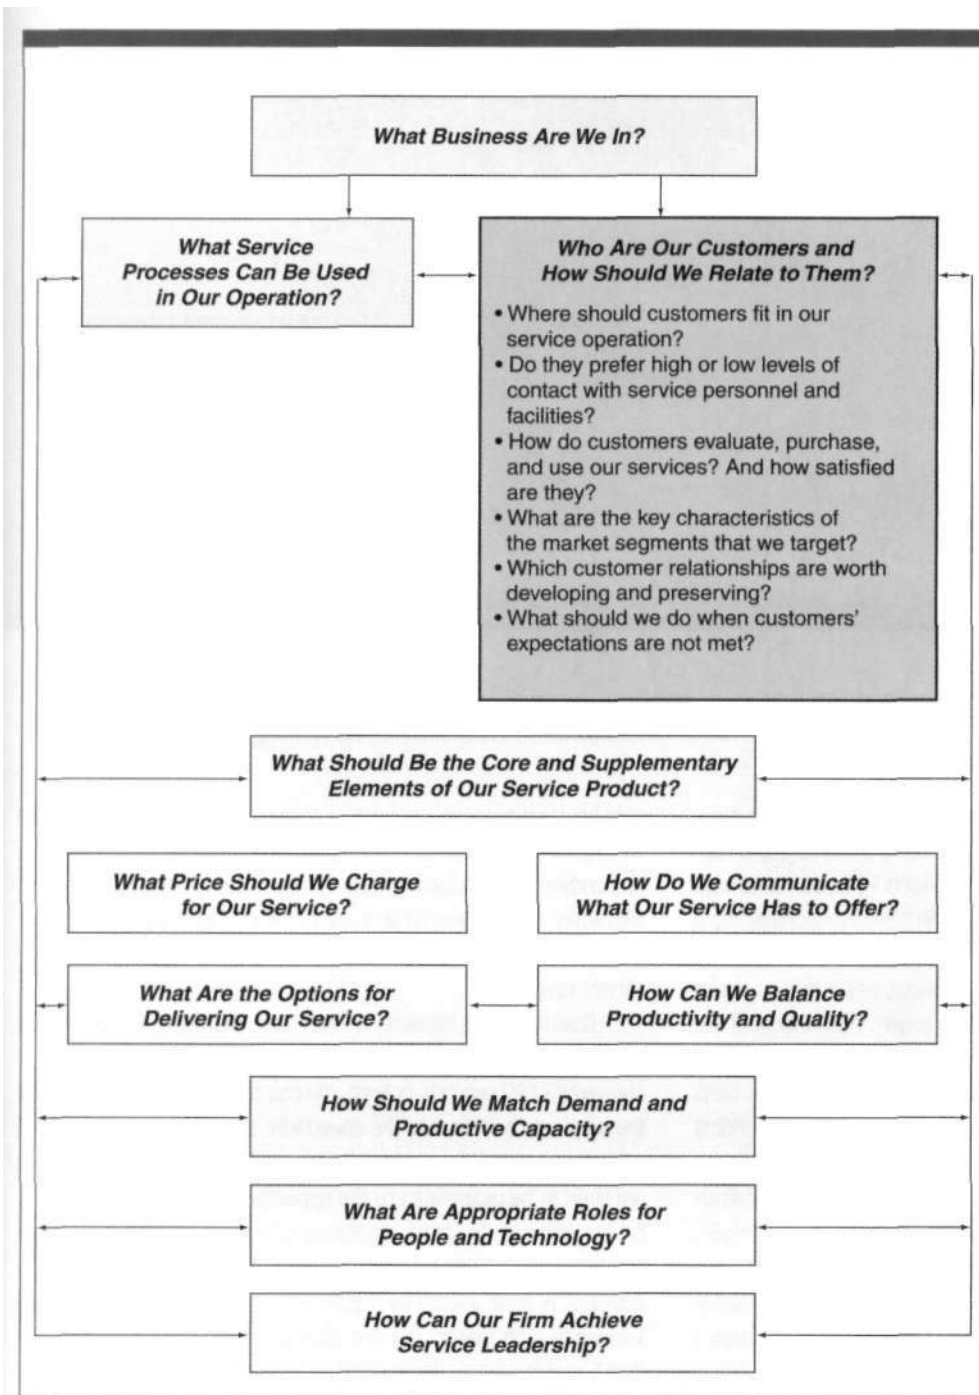 What Business Are We In?
What Service
Processes Can Be Used
in Our Operation?
Who Are Our Customers and
How Should We Relate to Them?
• Where should customers fit in our
service operation?
• Do they prefer high or low levels of
contact with service personnel and
facilities?
• How do customers evaluate, purchase,
and use our services? And how satisfied
are they?
• What are the key characteristics of
the market segments that we target?
• Which customer relationships are worth
developing and preserving?
• What should we do when customers'
expectations are not met?
What Should Be the Core and Supplementary
Elements of Our Service Product?
What Price Should We Charge
for Our Service?
How Do We Communicate
What Our Service Has to Offer?
What Are the Options for
Delivering Our Service?
How Can We Balance
Productivity and Quality?
How Should We Match Demand and
Productive Capacity?
What Are Appropriate Roles for
People and Technology?
How Can Our Firm Achieve
Service Leadership?